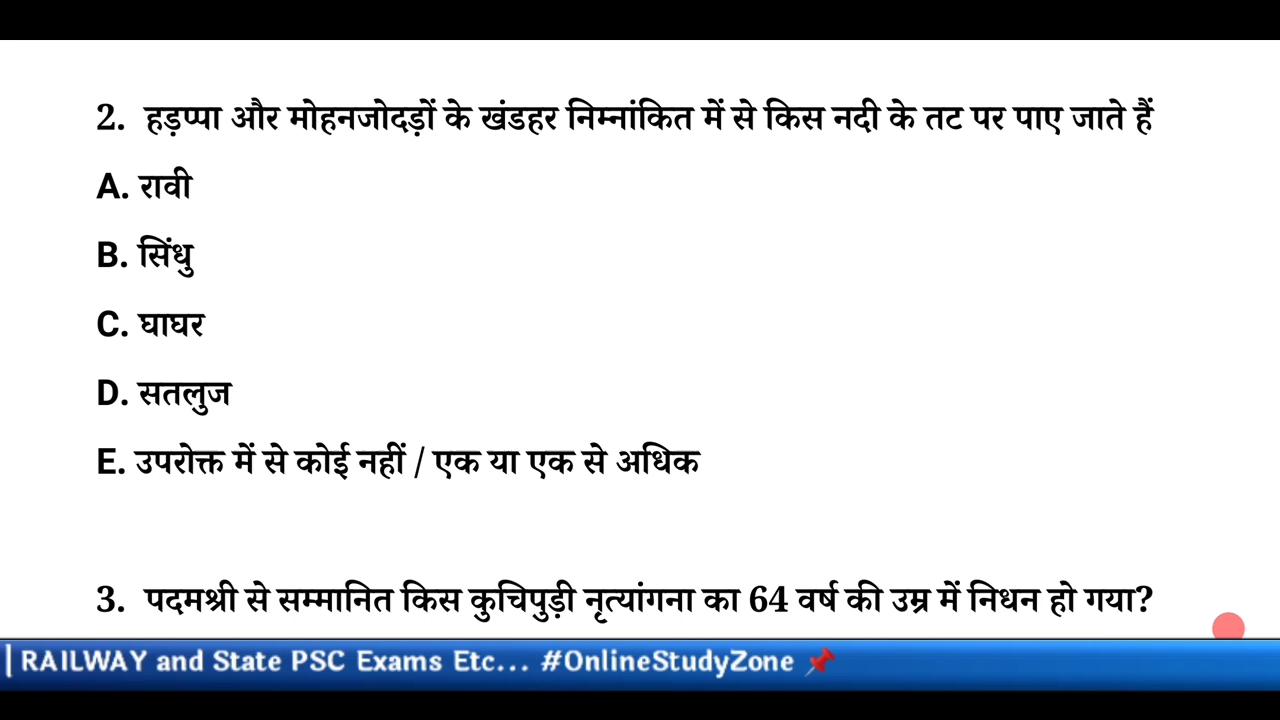 2. हड़प्पा और मोहनजोदड़ों के खंडहर निम्नांकित में से किस नदी के तट पर पाए जाते हैं
A. रावी
B. सिंधु
C. घाघर
D. सतलुज
E. उपरोक्त में से कोई नहीं / एक या एक से अधिक
3. पदमश्री से सम्मानित किस कुचिपुड़ी नृत्यांगना का 64 वर्ष की उम्र में निधन हो गया?
| RAILWAY and State PSC Exams Etc... #OnlineStudyZone 📌